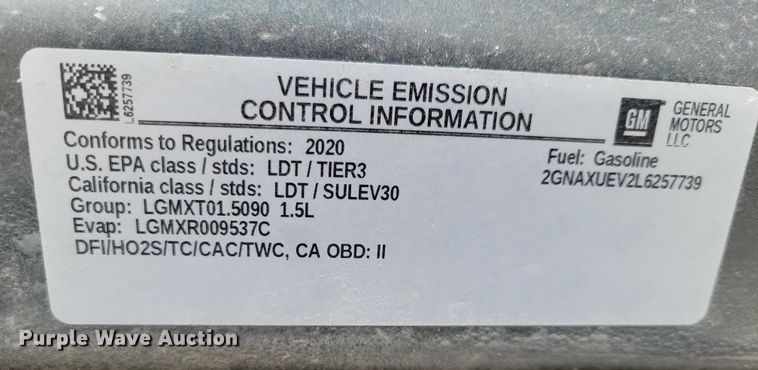 L6257739
VEHICLE EMISSION
CONTROL INFORMATION
GM
GENERAL
MOTORS
LLC
Conforms to Regulations: 2020
U.S. EPA class / stds: LDT / TIER3
California class / stds: LDT / SULEV30
Group: LGMXT01.5090 1.5L
Evap: LGMXR009537C
DFI/HO2S/TC/CAC/TWC, CA OBD: II
Fuel: Gasoline
2GNAXUEV2L6257739
Purple Wave Auction